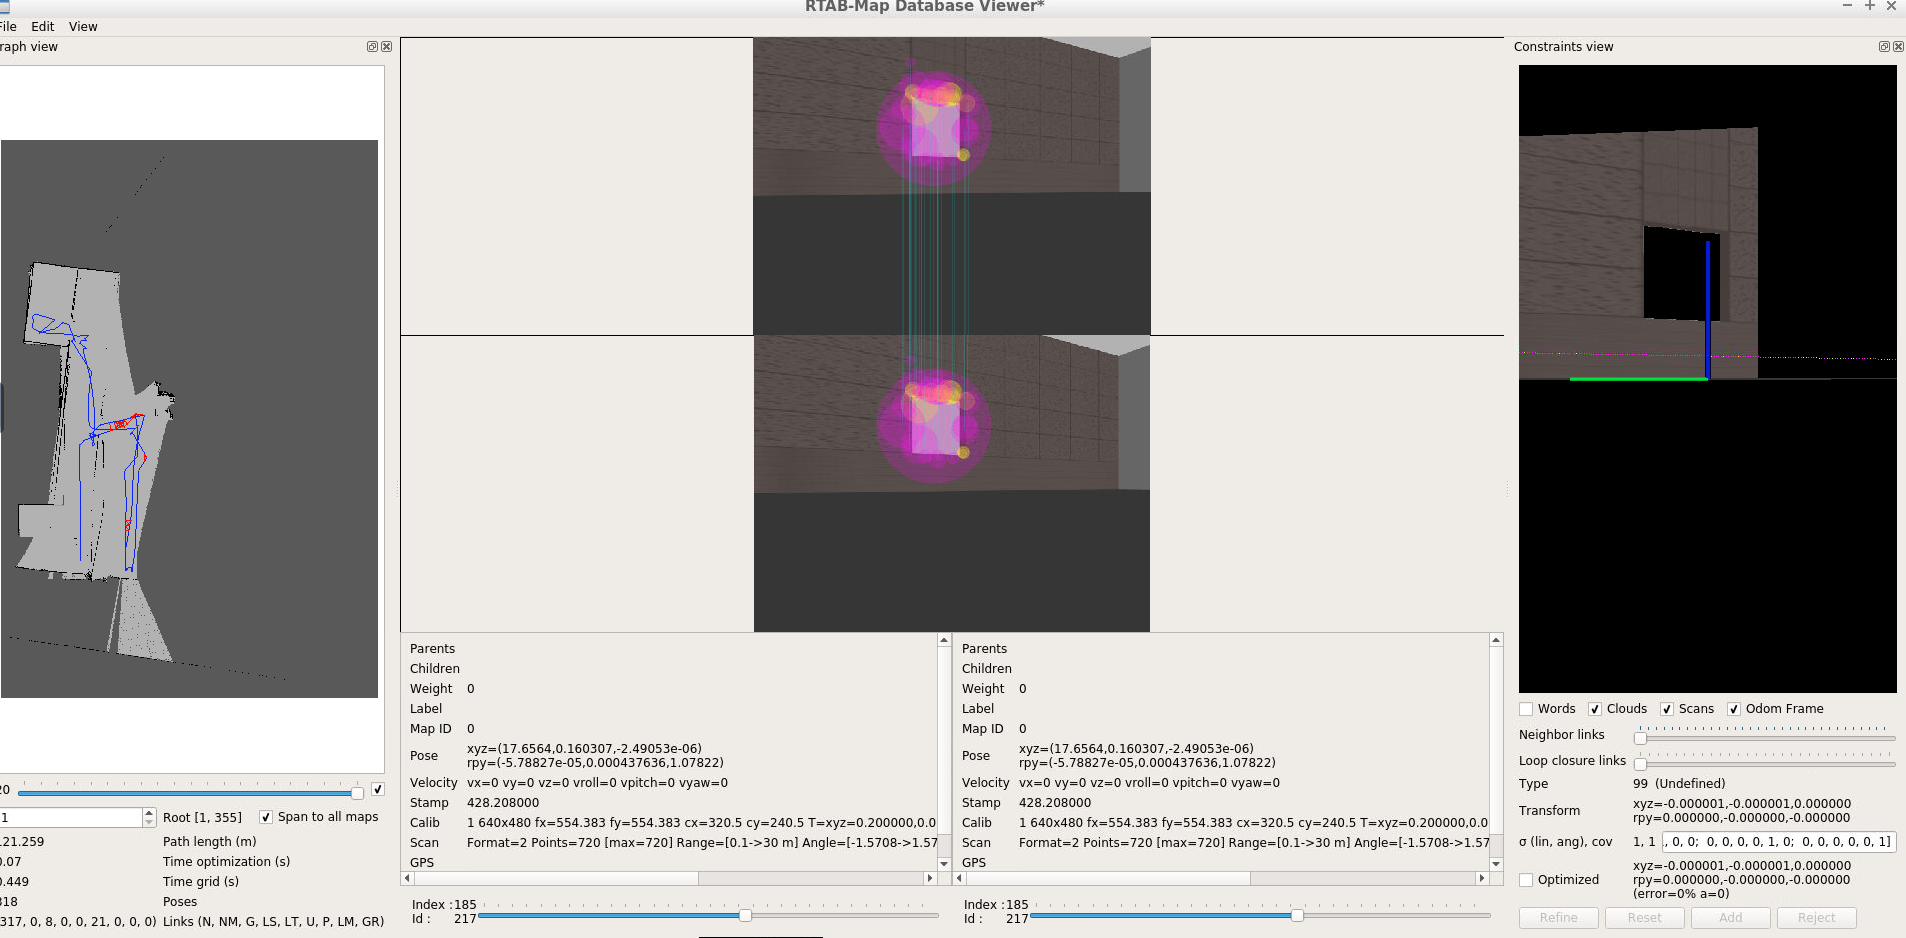 RTAB-Map Database Viewer*
File Edit View
raph view
Constraints view
20
1
Root [1, 355]
Span to all maps
121.259
Path length (m)
0.07
Time optimization (s)
0.449
Time grid (s)
318
Poses
317, 0, 8, 0, 0, 21, 0, 0, 0)
Links (N, NM, G, LS, LT, U, P, LM, GR)
Parents
Children
Weight 0
Label
Map ID 0
Pose xyz=(17.6564,0.160307,-2.49053e-06)
rpy=(-5.78827e-05,0.000437636,1.07822)
Velocity vx=0 vy=0 vz=0 vroll=0 vpitch=0 vyaw=0
Stamp 428.208000
Calib 1 640x480 fx=554.383 fy=554.383 cx=320.5 cy=240.5 T=xyz=0.200000,0.0
Scan Format=2 Points=720 [max=720] Range=[0.1->30 m] Angle=[-1.5708->1.57
GPS
Index : 185
Id : 217
Parents
Children
Weight 0
Label
Map ID 0
Pose xyz=(17.6564,0.160307,-2.49053e-06)
rpy=(-5.78827e-05,0.000437636,1.07822)
Velocity vx=0 vy=0 vz=0 vroll=0 vpitch=0 vyaw=0
Stamp 428.208000
Calib 1 640x480 fx=554.383 fy=554.383 cx=320.5 cy=240.5 T=xyz=0.200000,0.0
Scan Format=2 Points=720 [max=720] Range=[0.1->30 m] Angle=[-1.5708->1.57
GPS
Index : 185
Id : 217
Words Clouds Scans Odom Frame
Neighbor links
Loop closure links
Type 99 (Undefined)
Transform xyz=-0.000001,-0.000001,0.000000
rpy=0.000000,-0.000000,-0.000000
σ (lin, ang), cov 1, 1 , 0, 0; 0, 0, 0, 0, 1, 0; 0, 0, 0, 0, 0, 1]
Optimized xyz=-0.000001,-0.000001,0.000000
rpy=0.000000,-0.000000,-0.000000
(error=0% a=0)
Refine Reset Add Reject